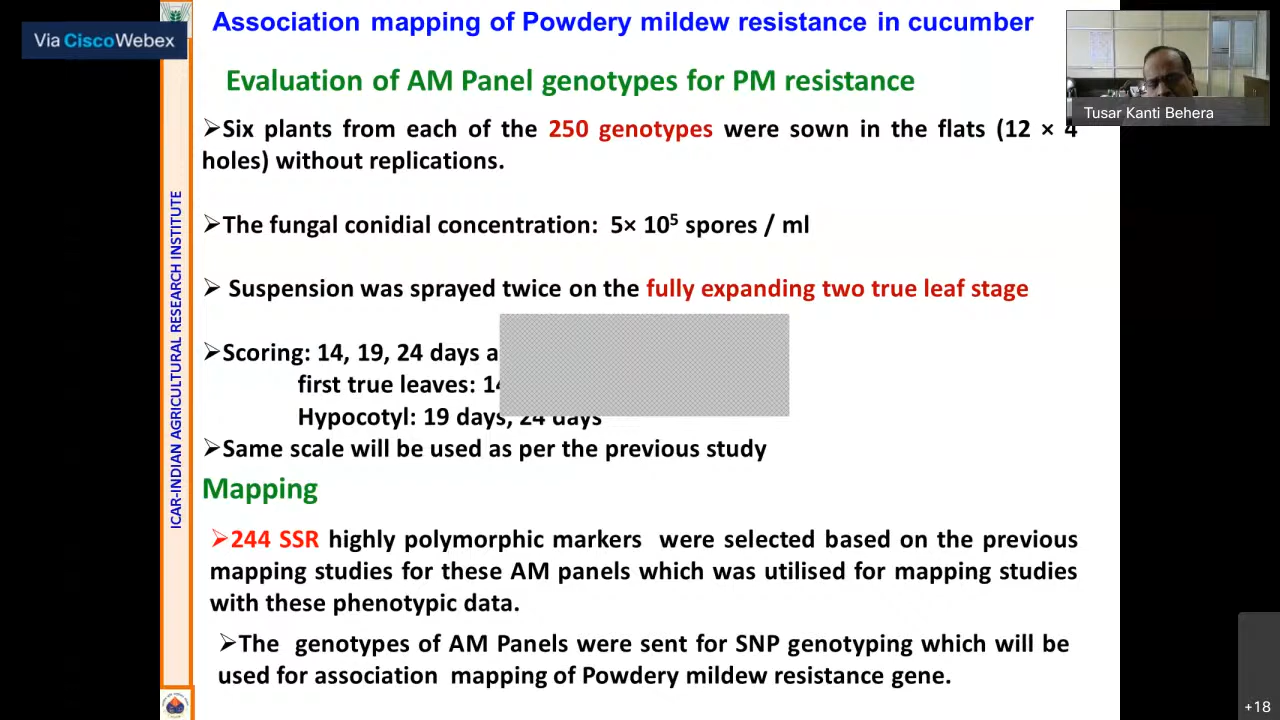 Via Cisco Webex
Association mapping of Powdery mildew resistance in cucumber
Tusar Kanti Behera
Evaluation of AM Panel genotypes for PM resistance
➢Six plants from each of the 250 genotypes were sown in the flats (12 × 4
holes) without replications.
➢The fungal conidial concentration: 5× 10⁵ spores / ml
➢ Suspension was sprayed twice on the fully expanding two true leaf stage
➢Scoring: 14, 19, 24 days
first true leaves:
Hypocotyl: 19 days, 24 days
➢Same scale will be used as per the previous study
Mapping
➢244 SSR highly polymorphic markers were selected based on the previous
mapping studies for these AM panels which was utilised for mapping studies
with these phenotypic data.
➢The genotypes of AM Panels were sent for SNP genotyping which will be
used for association mapping of Powdery mildew resistance gene.
ICAR-INDIAN AGRICULTURAL RESEARCH INSTITUTE
+18